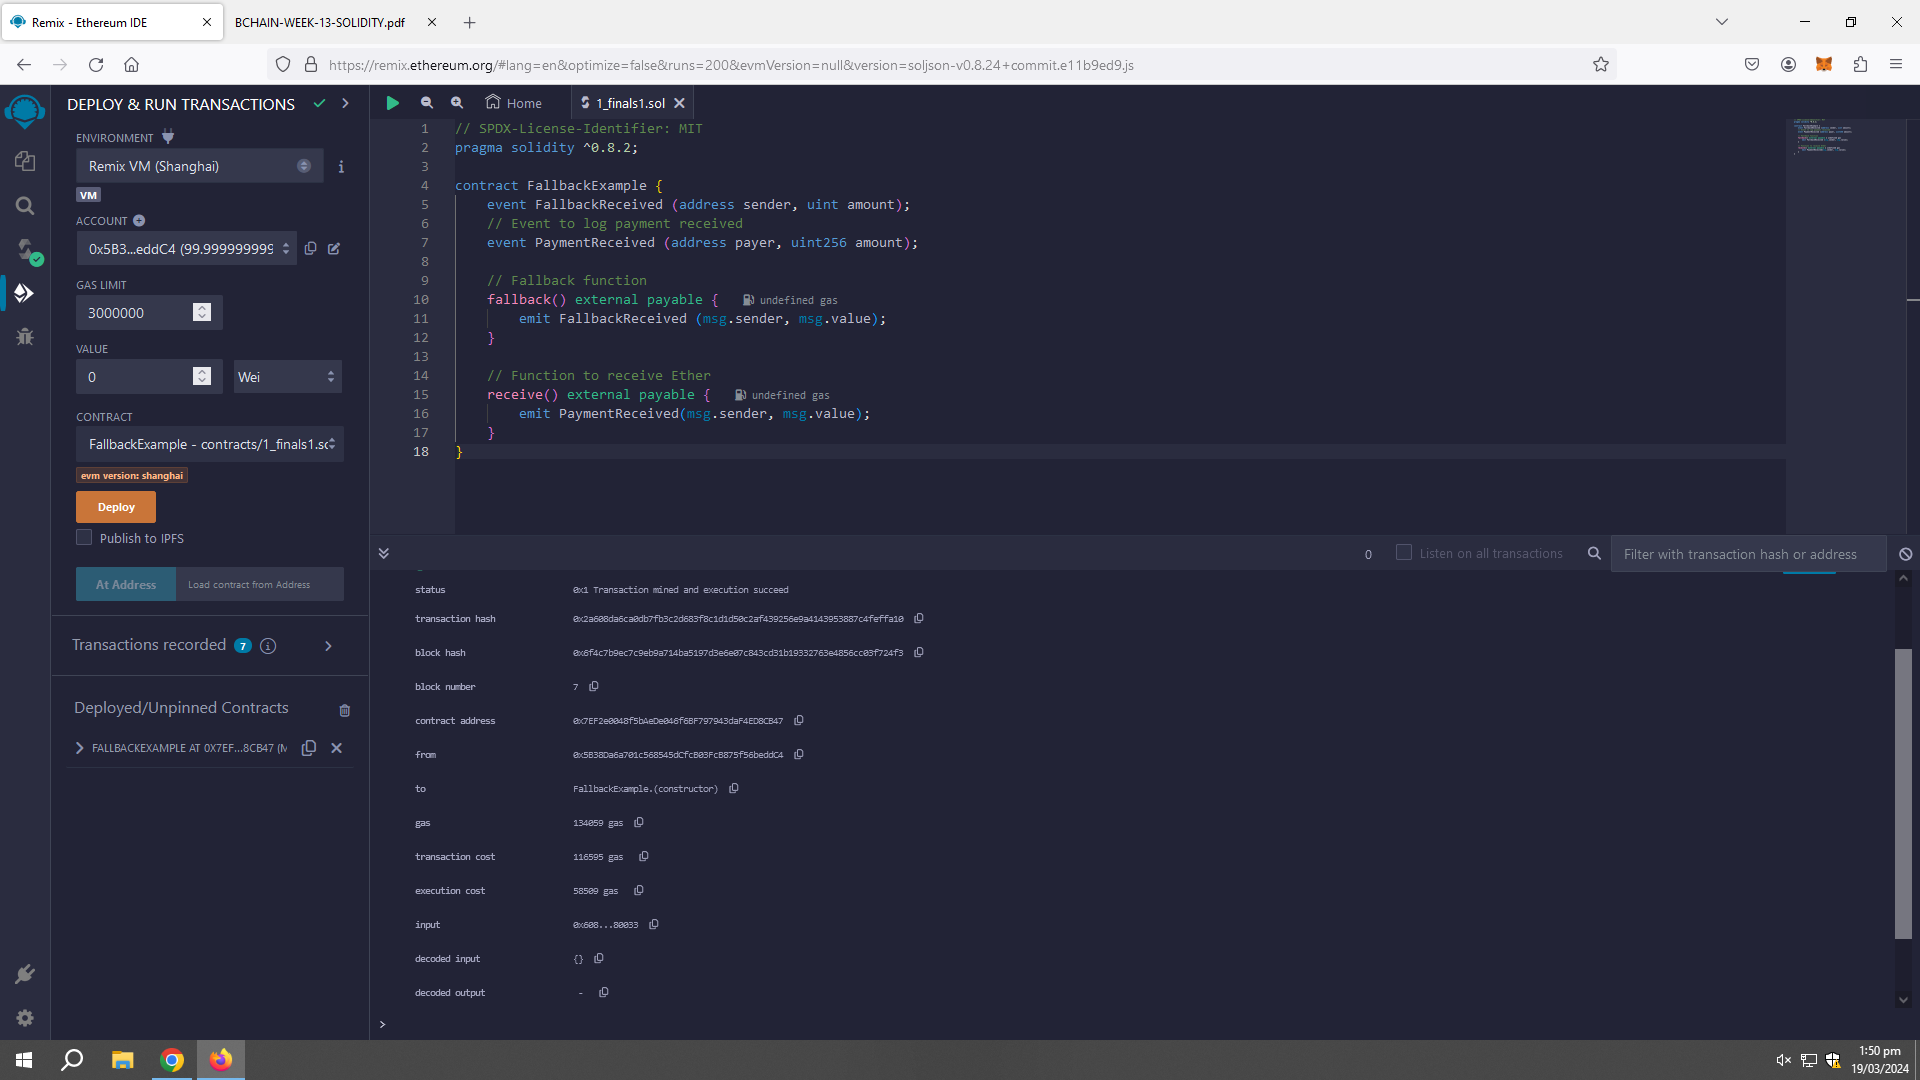 Remix - Ethereum IDE
BCHAIN-WEEK-13-SOLIDITY.pdf
https://remix.ethereum.org/#lang=en&optimize=false&runs=200&evmVersion=null&version=soljson-v0.8.24+commit.e11b9ed9.js
DEPLOY & RUN TRANSACTIONS
ENVIRONMENT
Remix VM (Shanghai)
VM
ACCOUNT
0x5B3...eddC4 (99.9999999999
GAS LIMIT
3000000
VALUE
0
Wei
CONTRACT
FallbackExample - contracts/1_finals1.sc
evm version: shanghai
Deploy
Publish to IPFS
At Address
Load contract from Address
Transactions recorded 7
Deployed/Unpinned Contracts
FALLBACKEXAMPLE AT 0X7EF...8CB47 (M
Home
1_finals1.sol
1 // SPDX-License-Identifier: MIT
2 pragma solidity ^0.8.2;
3
4 contract FallbackExample {
5 event FallbackReceived (address sender, uint amount);
6 // Event to log payment received
7 event PaymentReceived (address payer, uint256 amount);
8
9 // Fallback function
10 fallback() external payable { undefined gas
11 emit FallbackReceived (msg.sender, msg.value);
12 }
13
14 // Function to receive Ether
15 receive() external payable { undefined gas
16 emit PaymentReceived(msg.sender, msg.value);
17 }
18 }
0
Listen on all transactions
Filter with transaction hash or address
status 0x1 Transaction mined and execution succeed
transaction hash 0x2a608da6ca0db7fb3c2d683f8c1d1d50c2af439256e9a4143953887c4feffa10
block hash 0x6f4c7b9ec7c9eb9a714ba5197d3e6e07c843cd31b19332763e4856cc03f724f3
block number 7
contract address 0x7EF2e0048f5bAeDe046f6BF797943daF4ED8CB47
from 0x5B38Da6a701c568545dCfcB03FcB875f56beddC4
to FallbackExample.(constructor)
gas 134059 gas
transaction cost 116595 gas
execution cost 58509 gas
input 0x608...80033
decoded input {}
decoded output -
>
1:50 pm
19/03/2024